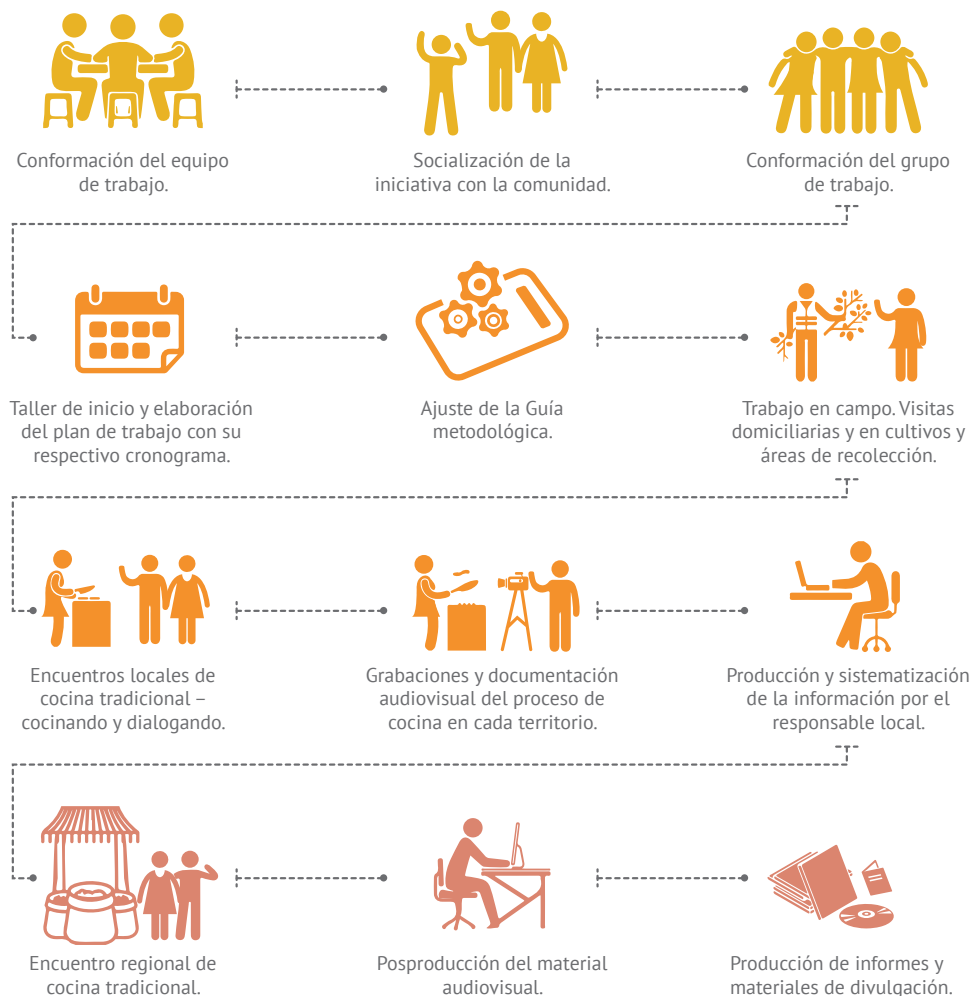 Conformación del equipo
de trabajo.
Socialización de la
iniciativa con la comunidad.
Conformación del grupo
de trabajo.
Taller de inicio y elaboración
del plan de trabajo con su
respectivo cronograma.
Ajuste de la Guía
metodológica.
Trabajo en campo. Visitas
domiciliarias y en cultivos y
áreas de recolección.
Encuentros locales de
cocina tradicional –
cocinando y dialogando.
Grabaciones y documentación
audiovisual del proceso de
cocina en cada territorio.
Producción y sistematización
de la información por el
responsable local.
Encuentro regional de
cocina tradicional.
Posproducción del material
audiovisual.
Producción de informes y
materiales de divulgación.